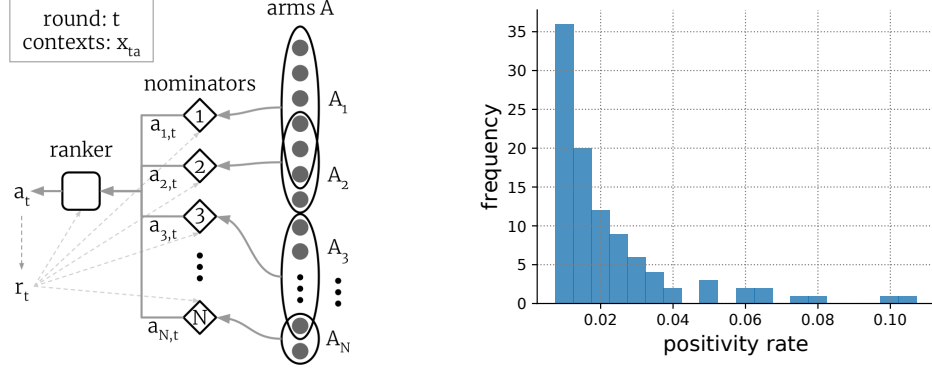 round: t
contexts: x_ta
arms A
nominators
1
A_1
a_1,t
ranker
2
A_2
a_2,t
a_t
3
A_3
a_3,t
r_t
N
A_N
a_N,t
frequency
35
30
25
20
15
10
5
0
0.02 0.04 0.06 0.08 0.10
positivity rate